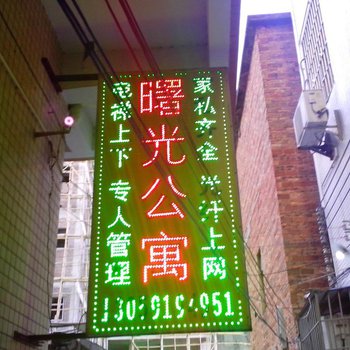 曙光公寓
电梯上下 专人管理
家私齐全 光纤上网